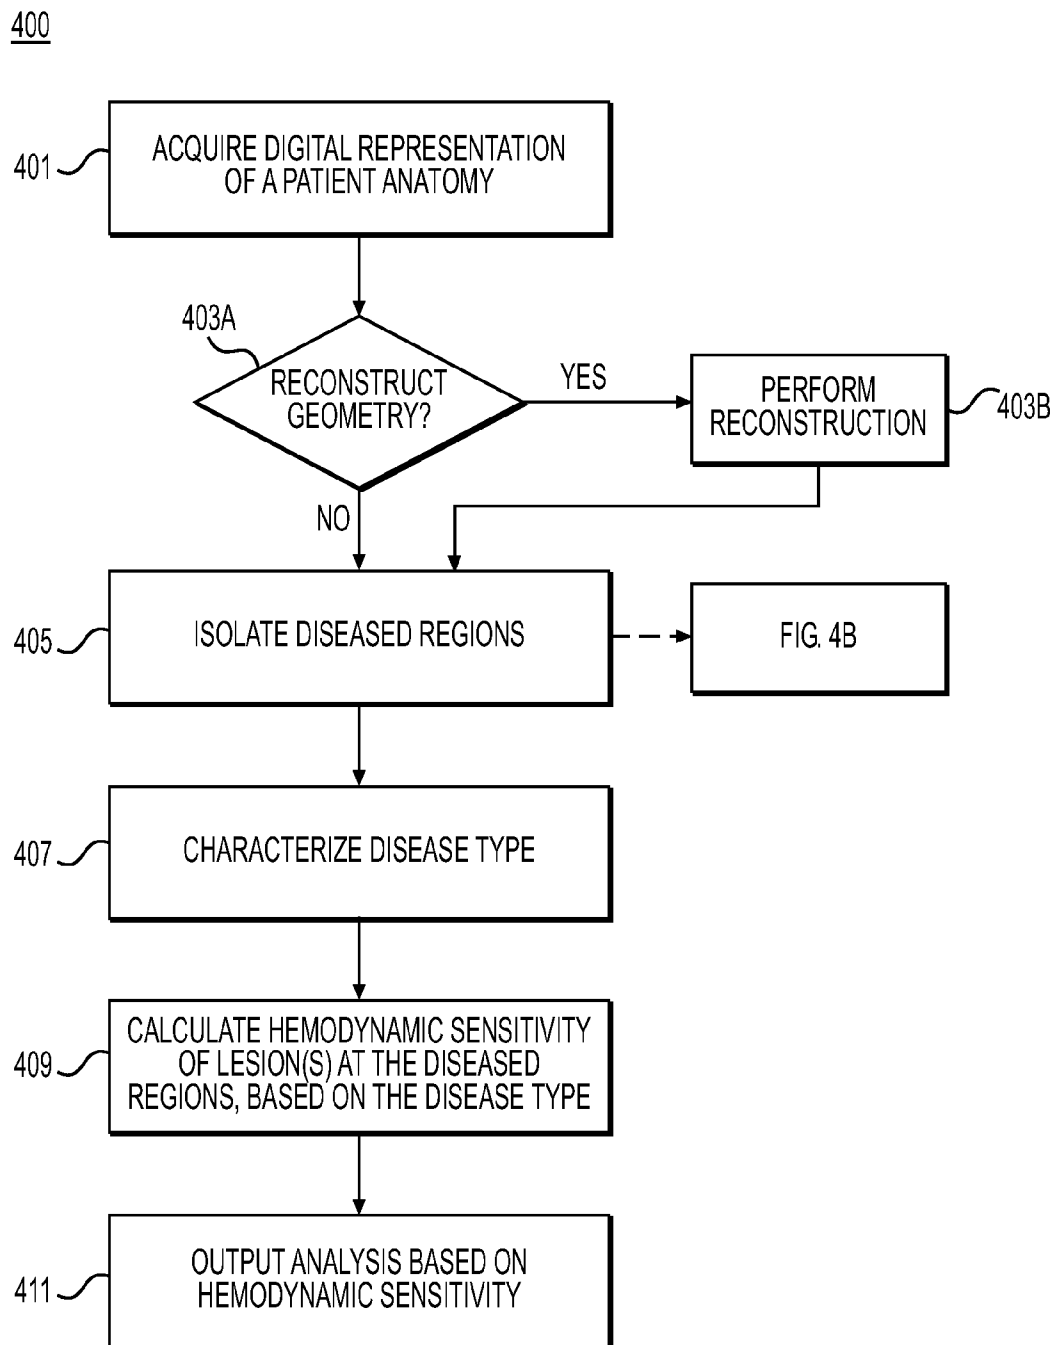 400
401
ACQUIRE DIGITAL REPRESENTATION
OF A PATIENT ANATOMY
403A
RECONSTRUCT
GEOMETRY?
YES
PERFORM
RECONSTRUCTION
403B
NO
405
ISOLATE DISEASED REGIONS
FIG. 4B
407
CHARACTERIZE DISEASE TYPE
409
CALCULATE HEMODYNAMIC SENSITIVITY
OF LESION(S) AT THE DISEASED
REGIONS, BASED ON THE DISEASE TYPE
411
OUTPUT ANALYSIS BASED ON
HEMODYNAMIC SENSITIVITY